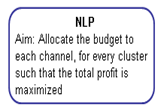 NLP
Aim: Allocate the budget to
each channel, for every cluster
such that the total profit is
maximized